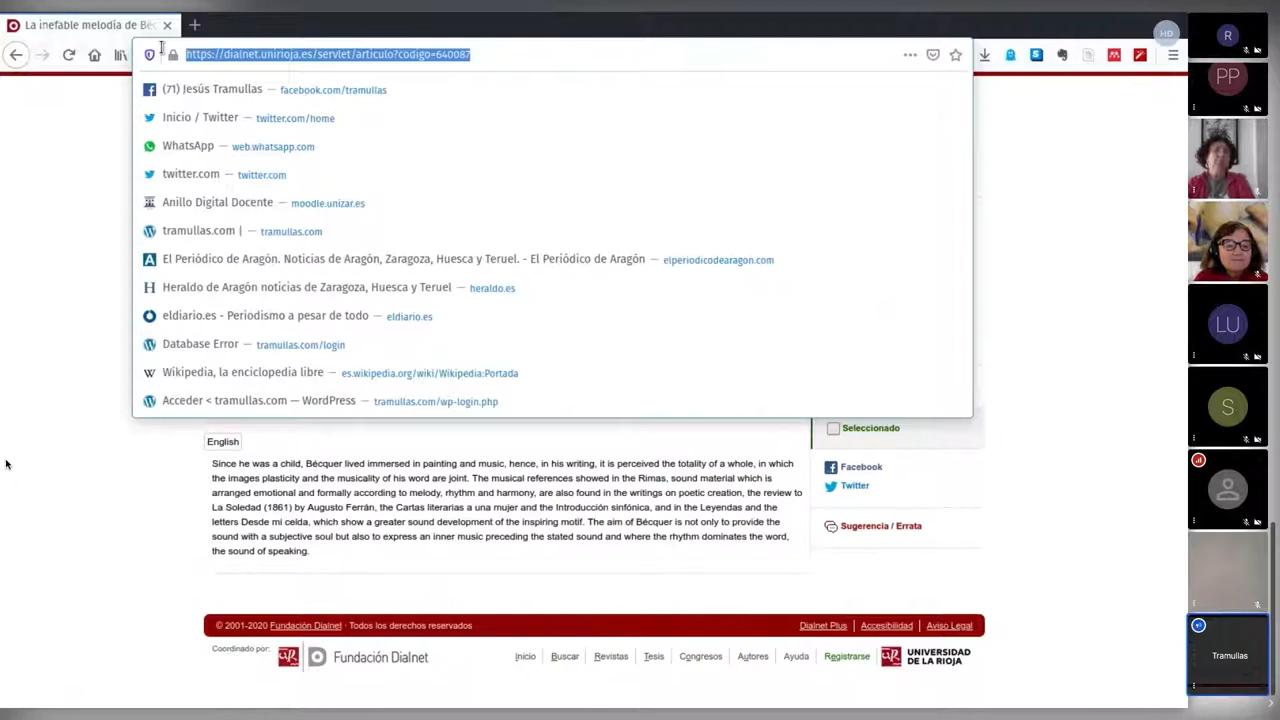 La inefable melodía de Béc
HD
https://dialnet.unirioja.es/servlet/articulo?codigo=640087
(71) Jesús Tramullas — facebook.com/tramullas
Inicio / Twitter — twitter.com/home
WhatsApp — web.whatsapp.com
twitter.com — twitter.com
Anillo Digital Docente — moodle.unizar.es
tramullas.com | — tramullas.com
El Periódico de Aragón. Noticias de Aragón, Zaragoza, Huesca y Teruel. - El Periódico de Aragón — elperiodicodearagon.com
Heraldo de Aragón noticias de Zaragoza, Huesca y Teruel — heraldo.es
eldiario.es - Periodismo a pesar de todo — eldiario.es
Database Error — tramullas.com/login
Wikipedia, la enciclopedia libre — es.wikipedia.org/wiki/Wikipedia:Portada
Acceder < tramullas.com — WordPress — tramullas.com/wp-login.php
Seleccionado
English
Since he was a child, Bécquer lived immersed in painting and music, hence, in his writing, it is perceived the totality of a whole, in which
the images plasticity and the musicality of his word are joint. The musical references showed in the Rimas, sound material which is
arranged emotional and formally according to melody, rhythm and harmony, are also found in the writings on poetic creation, the review to
La Soledad (1861) by Augusto Ferrán, the Cartas literarias a una mujer and the Introducción sinfónica, and in the Leyendas and the
letters Desde mi celda, which show a greater sound development of the inspiring motif. The aim of Bécquer is not only to provide the
sound with a subjective soul but also to express an inner music preceding the stated sound and where the rhythm dominates the word,
the sound of speaking.
Facebook
Twitter
Sugerencia / Errata
© 2001-2020 Fundación Dialnet · Todos los derechos reservados
Dialnet Plus | Accesibilidad | Aviso Legal
Coordinado por:
Fundación Dialnet
Inicio | Buscar | Revistas | Tesis | Congresos | Autores | Ayuda | Registrarse
UNIVERSIDAD
DE LA RIOJA
R
PP
LU
S
Tramullas